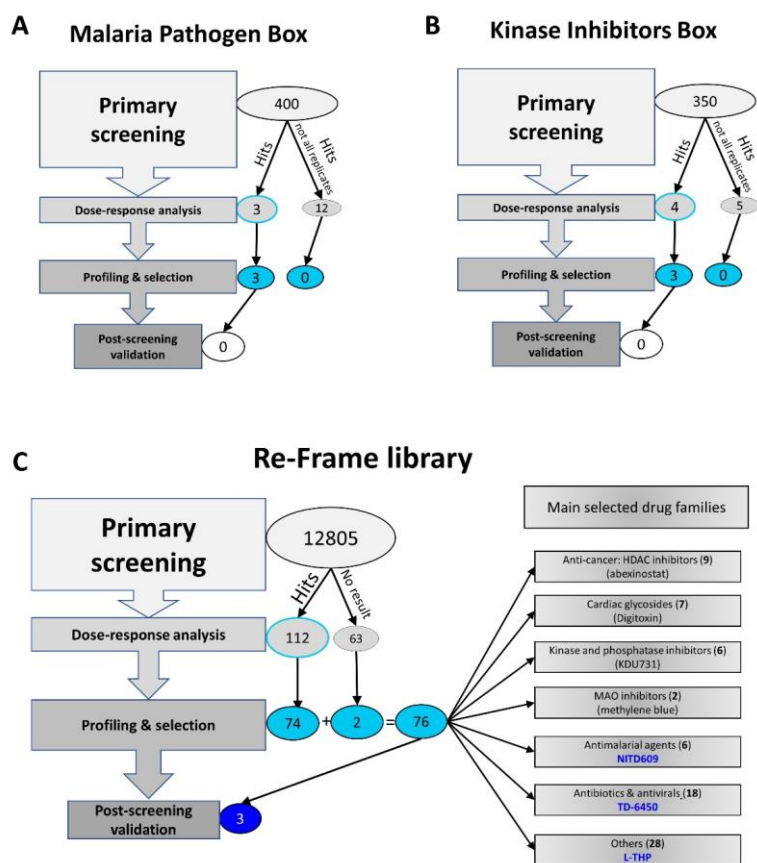 A
Malaria Pathogen Box
Primary
screening
400
Hits
Hits
not all replicates
Dose-response analysis
3
12
Profiling & selection
3
0
Post-screening
validation
0
B
Kinase Inhibitors Box
Primary
screening
350
Hits
Hits
not all replicates
Dose-response analysis
4
5
Profiling & selection
3
0
Post-screening
validation
0
C
Re-Frame library
Primary
screening
12805
Hits
No result
Dose-response analysis
112
63
Profiling & selection
74
+
2
=
76
Post-screening
validation
3
Main selected drug families
Anti-cancer: HDAC inhibitors (9)
(abexinostat)
Cardiac glycosides (7)
(Digitoxin)
Kinase and phosphatase inhibitors (6)
(KDU731)
MAO inhibitors (2)
(methylene blue)
Antimalarial agents (6)
NITD609
Antibiotics & antivirals (18)
TD-6450
Others (28)
L-THP